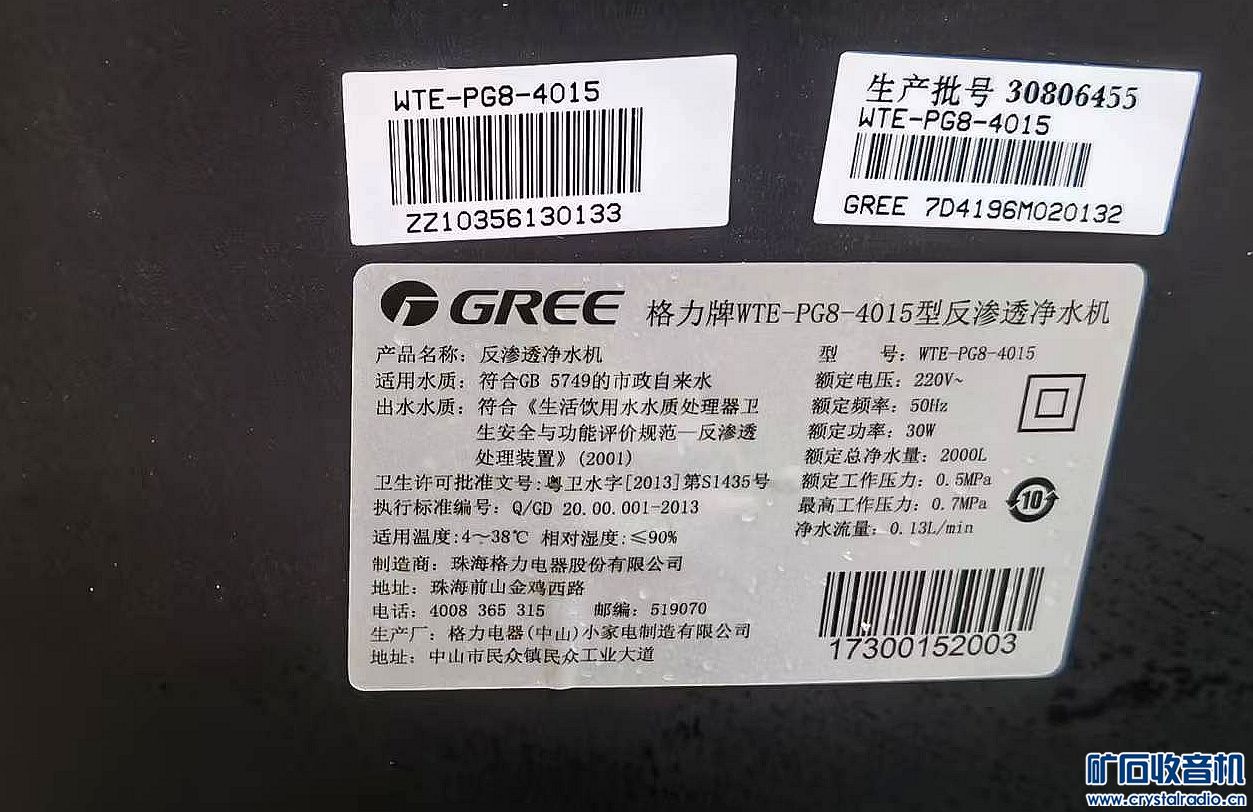 WTE-PG8-4015
ZZ10356130133
生产批号 30806455
WTE-PG8-4015
GREE 7D4196M020132
GREE 格力牌WTE-PG8-4015型反渗透净水机
产品名称: 反渗透净水机
适用水质: 符合GB 5749的市政自来水
出水水质: 符合《生活饮用水水质处理器卫
生安全与功能评价规范—反渗透
处理装置》(2001)
卫生许可批准文号: 粤卫水字[2013]第S1435号
执行标准编号: Q/GD 20.00.001-2013
适用温度:4～38℃ 相对湿度:≤90%
制造商: 珠海格力电器股份有限公司
地址: 珠海前山金鸡西路
电话: 4008 365 315 邮编: 519070
生产厂: 格力电器(中山)小家电制造有限公司
地址: 中山市民众镇民众工业大道
型 号: WTE-PG8-4015
额定电压: 220V~
额定频率: 50Hz
额定功率: 30W
额定总净水量: 2000L
额定工作压力: 0.5MPa
最高工作压力: 0.7MPa
净水流量: 0.13L/min
10
17300152003
矿石收音机
www.crystalradio.cn